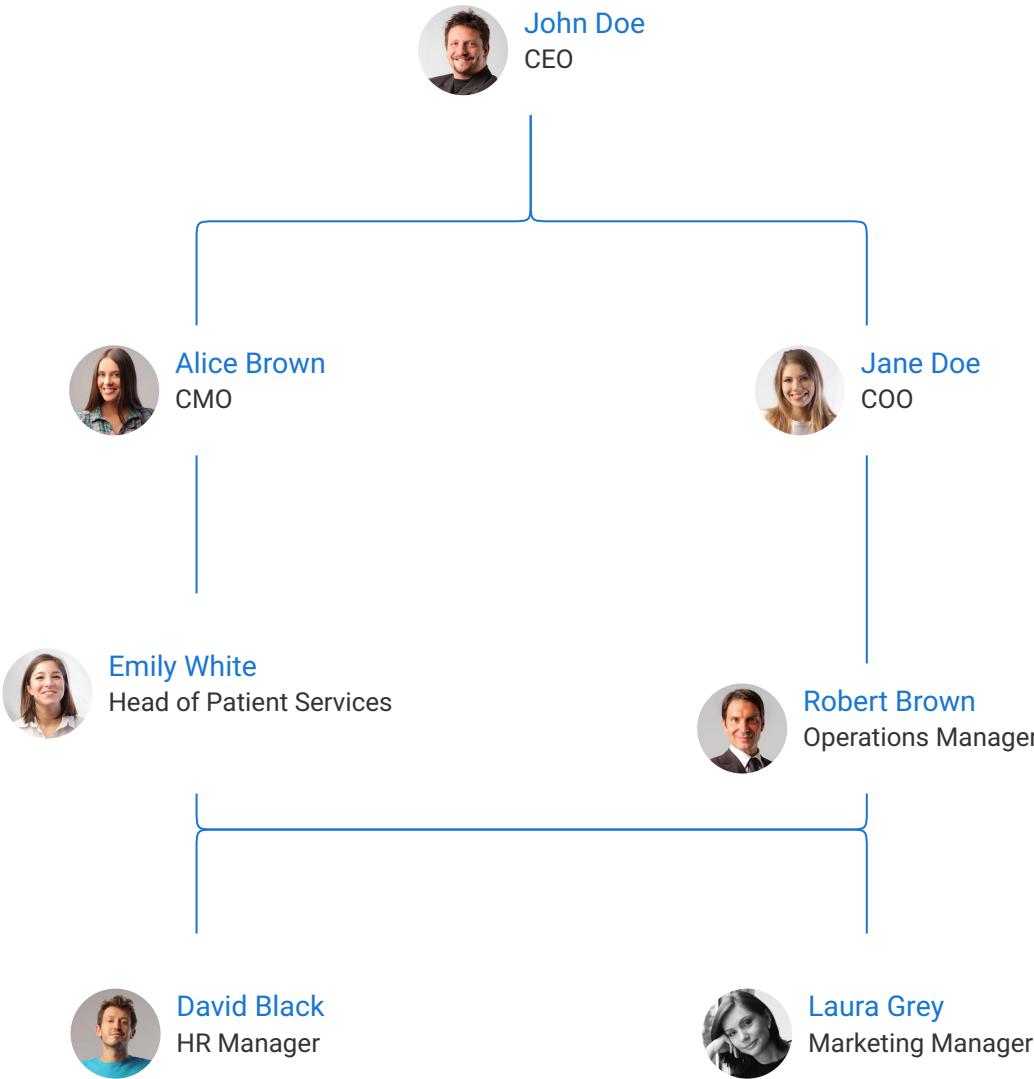 John Doe
CEO
Alice Brown
CMO
Jane Doe
COO
Emily White
Head of Patient Services
Robert Brown
Operations Manager
David Black
HR Manager
Laura Grey
Marketing Manager